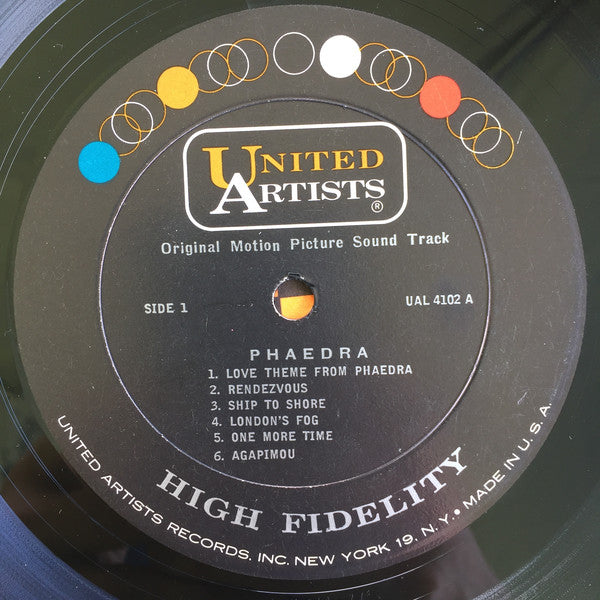 UNITED
ARTISTS
®
Original Motion Picture Sound Track
SIDE 1
UAL 4102 A
PHAEDRA
1. LOVE THEME FROM PHAEDRA
2. RENDEZVOUS
3. SHIP TO SHORE
4. LONDON'S FOG
5. ONE MORE TIME
6. AGAPIMOU
HIGH FIDELITY
UNITED ARTISTS RECORDS, INC. NEW YORK 19, N.Y. • MADE IN U.S.A.